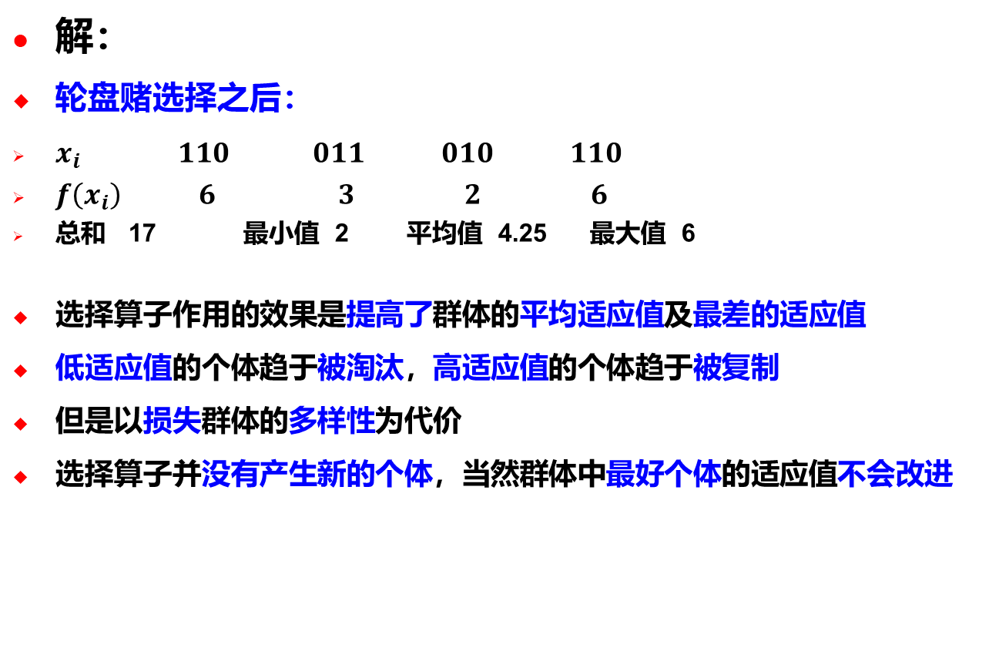 解：
轮盘赌选择之后：
x_i 110 011 010 110
f(x_i) 6 3 2 6
总和 17 最小值 2 平均值 4.25 最大值 6
选择算子作用的效果是提高了群体的平均适应值及最差的适应值
低适应值的个体趋于被淘汰，高适应值的个体趋于被复制
但是以损失群体的多样性为代价
选择算子并没有产生新的个体，当然群体中最好个体的适应值不会改进